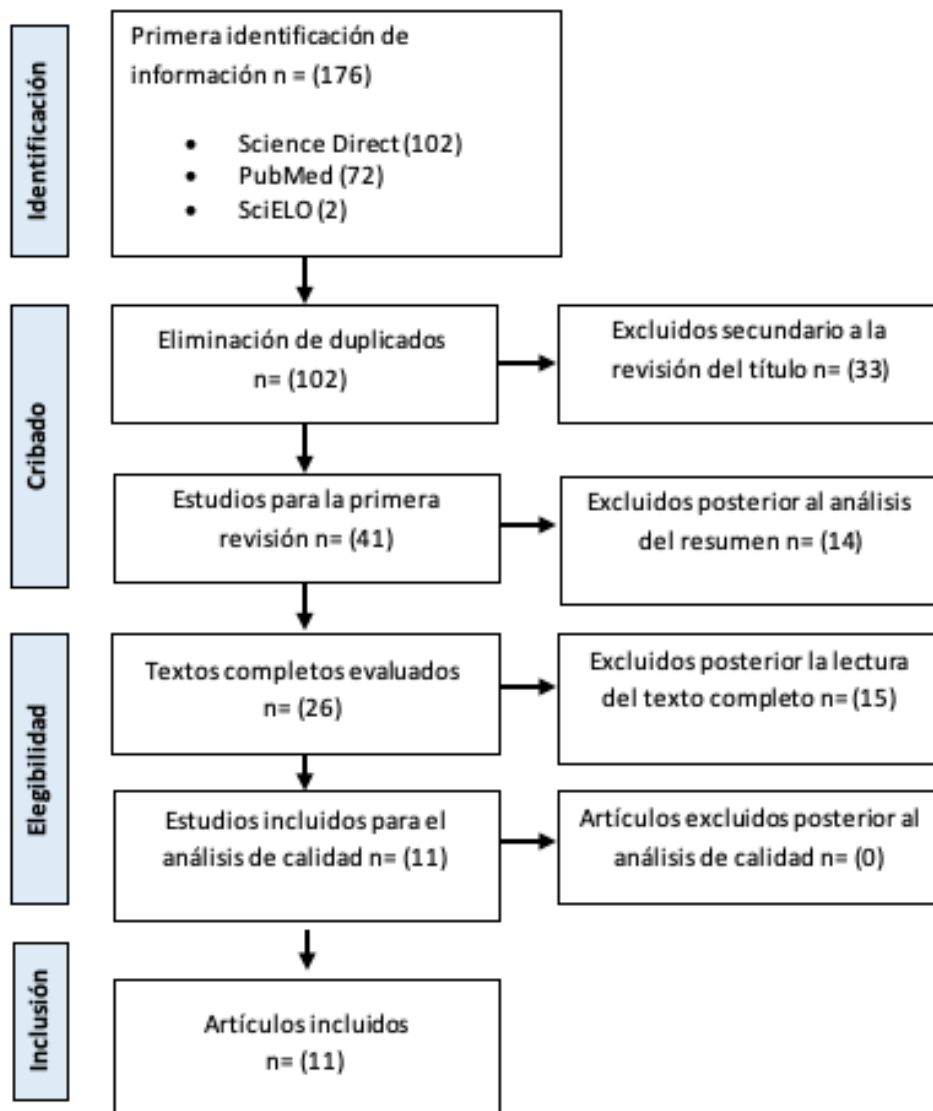 Identificación
Primera identificación de
información n = (176)
• Science Direct (102)
• PubMed (72)
• SciELO (2)
Cribado
Eliminación de duplicados
n= (102)
Excluidos secundario a la
revisión del título n= (33)
Estudios para la primera
revisión n= (41)
Excluidos posterior al análisis
del resumen n= (14)
Elegibilidad
Textos completos evaluados
n= (26)
Excluidos posterior la lectura
del texto completo n= (15)
Estudios incluidos para el
análisis de calidad n= (11)
Artículos excluidos posterior al
análisis de calidad n= (0)
Inclusión
Artículos incluidos
n= (11)